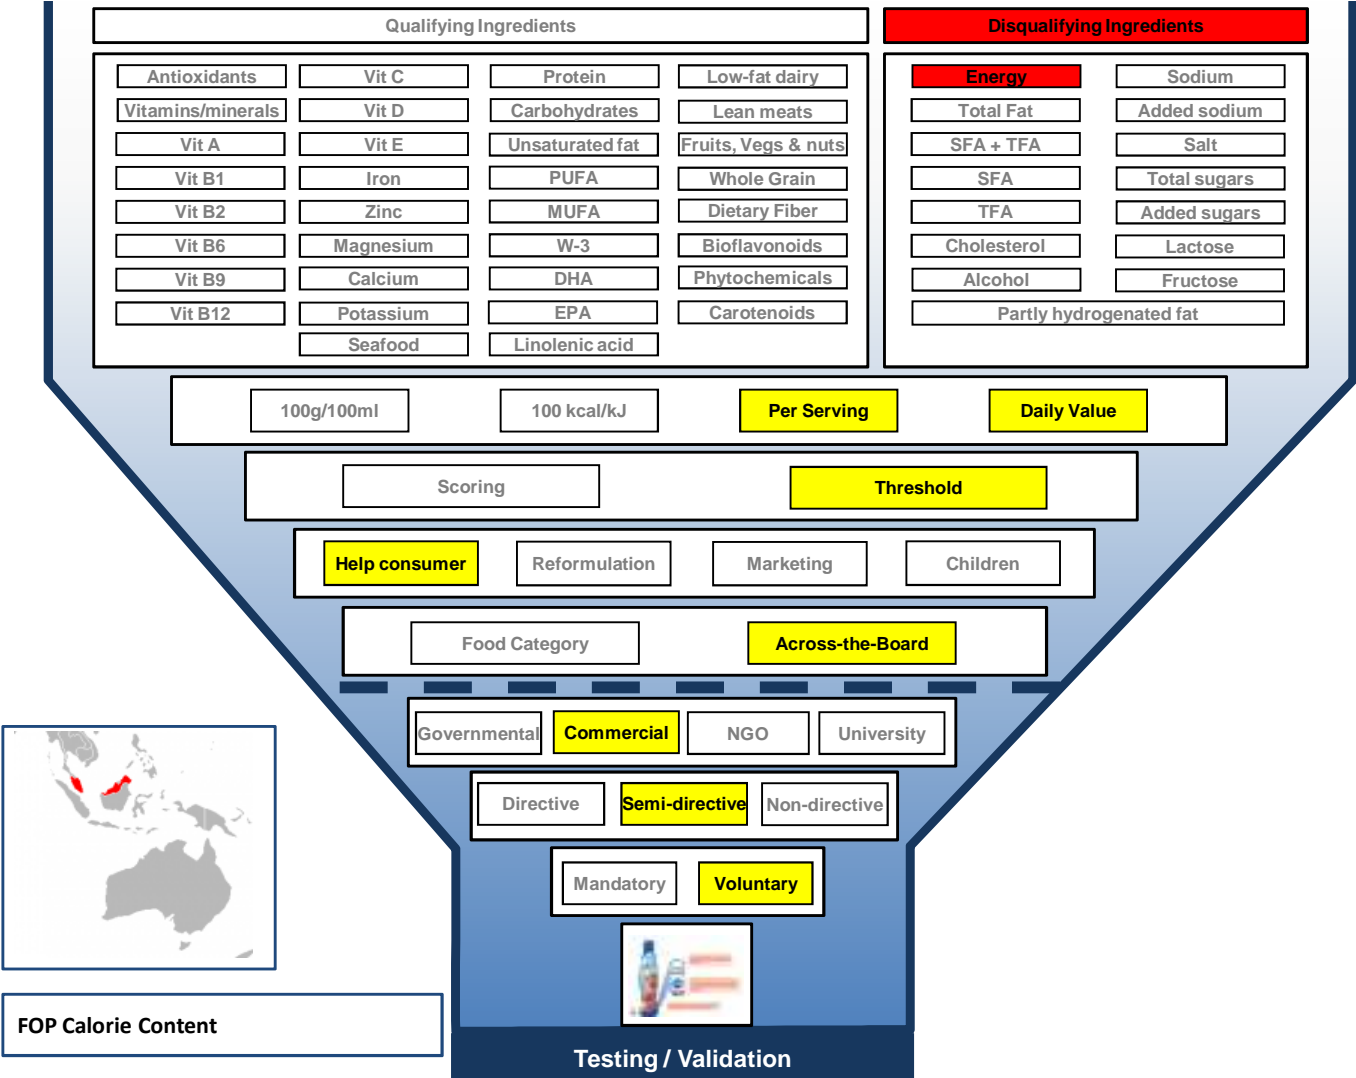 Qualifying Ingredients
Disqualifying Ingredients
Antioxidants
Vit C
Protein
Low-fat dairy
Energy
Sodium
Vitamins/minerals
Vit D
Carbohydrates
Lean meats
Total Fat
Added sodium
Vit A
Vit E
Unsaturated fat
Fruits, Vegs & nuts
SFA + TFA
Salt
Vit B1
Iron
PUFA
Whole Grain
SFA
Total sugars
Vit B2
Zinc
MUFA
Dietary Fiber
TFA
Added sugars
Vit B6
Magnesium
W-3
Bioflavonoids
Cholesterol
Lactose
Vit B9
Calcium
DHA
Phytochemicals
Alcohol
Fructose
Vit B12
Potassium
EPA
Carotenoids
Partly hydrogenated fat
Seafood
Linolenic acid
100g/100ml
100 kcal/kJ
Per Serving
Daily Value
Scoring
Threshold
Help consumer
Reformulation
Marketing
Children
Food Category
Across-the-Board
Governmental
Commercial
NGO
University
Directive
Semi-directive
Non-directive
Mandatory
Voluntary
FOP Calorie Content
Testing / Validation